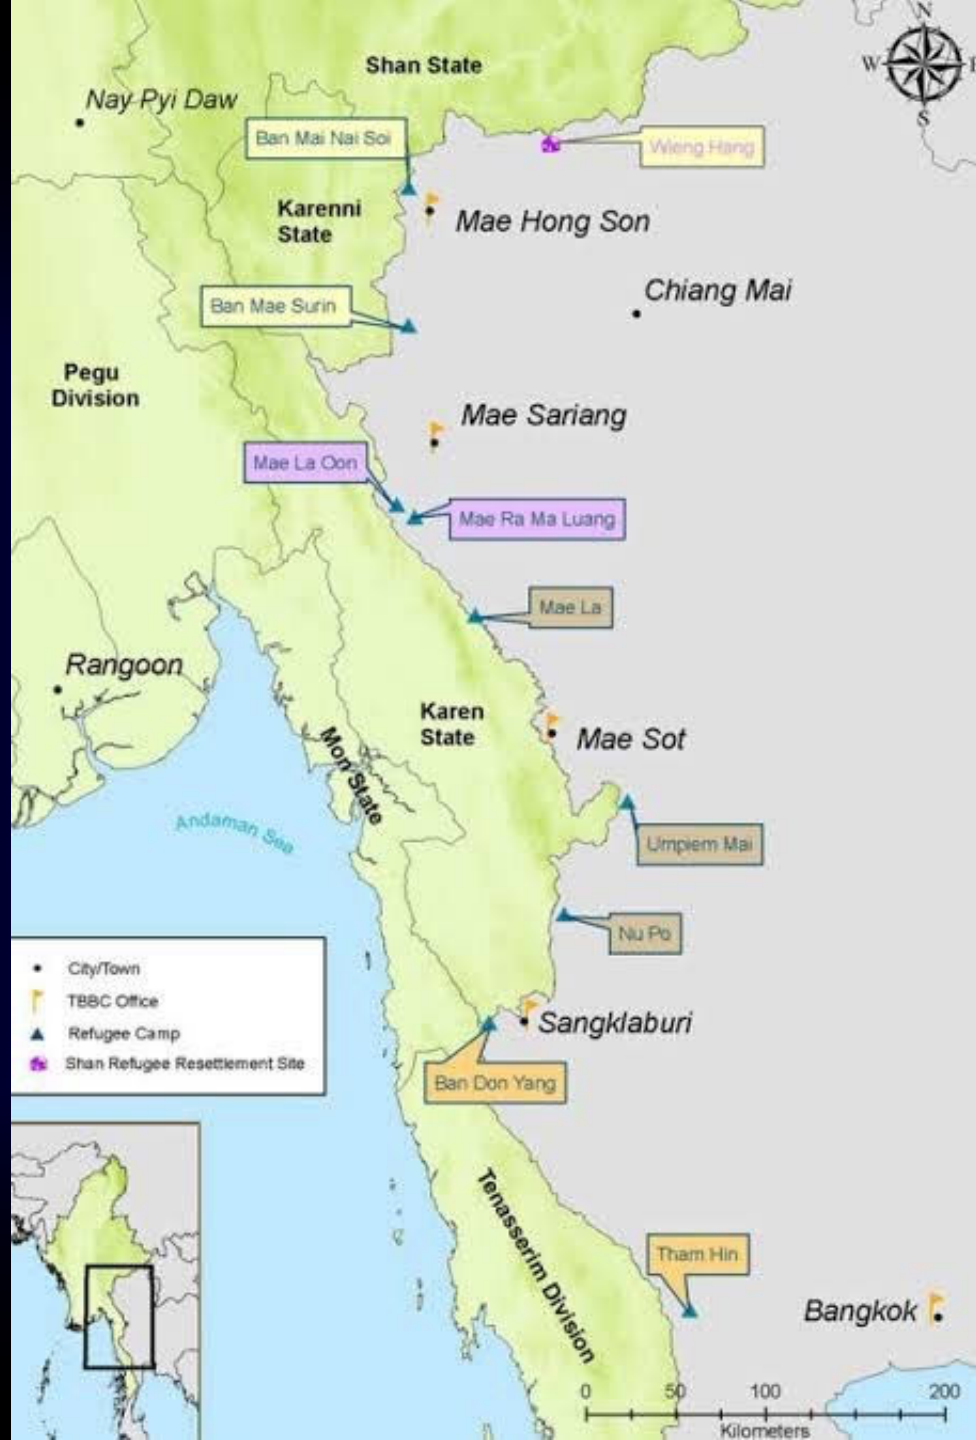 N
W
S
Shan State
Nay Pyi Daw
Ban Mai Nai Soi
Wieng Hang
Karenni
State
Mae Hong Son
Chiang Mai
Ban Mae Surin
Pegu
Division
Mae Sariang
Mae La Oon
Mae Ra Ma Luang
Mae La
Rangoon
Karen
State
Mae Sot
Mon State
Andaman Sea
Umpiem Mai
Nu Po
City/Town
TBBC Office
Refugee Camp
Shan Refugee Resettlement Site
Sangklaburi
Ban Don Yang
Tenasserim Division
Tham Hin
Bangkok
0 50 100 200
Kilometers